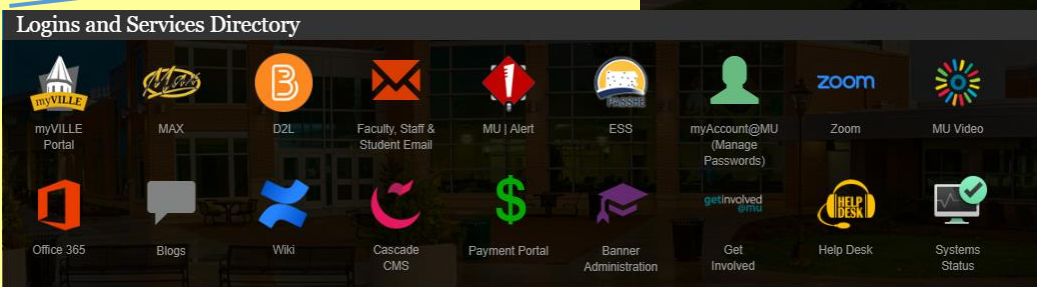 Logins and Services Directory
myVILLE
Max
PASSHE
zoom
myVILLE
Portal
MAX
D2L
Faculty, Staff &
Student Email
MU | Alert
ESS
myAccount@MU
(Manage
Passwords)
Zoom
MU Video
getinvolved
@mu
HELP
DESK
Office 365
Blogs
Wiki
Cascade
CMS
Payment Portal
Banner
Administration
Get
Involved
Help Desk
Systems
Status